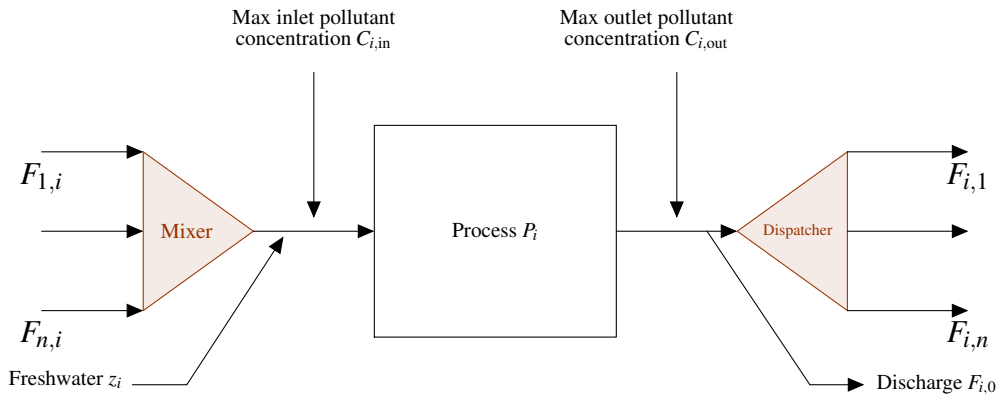 Max inlet pollutant
concentration C_{i,in}
Max outlet pollutant
concentration C_{i,out}
F_{1,i}
F_{n,i}
Mixer
Freshwater z_i
Process P_i
Dispatcher
F_{i,1}
F_{i,n}
Discharge F_{i,0}